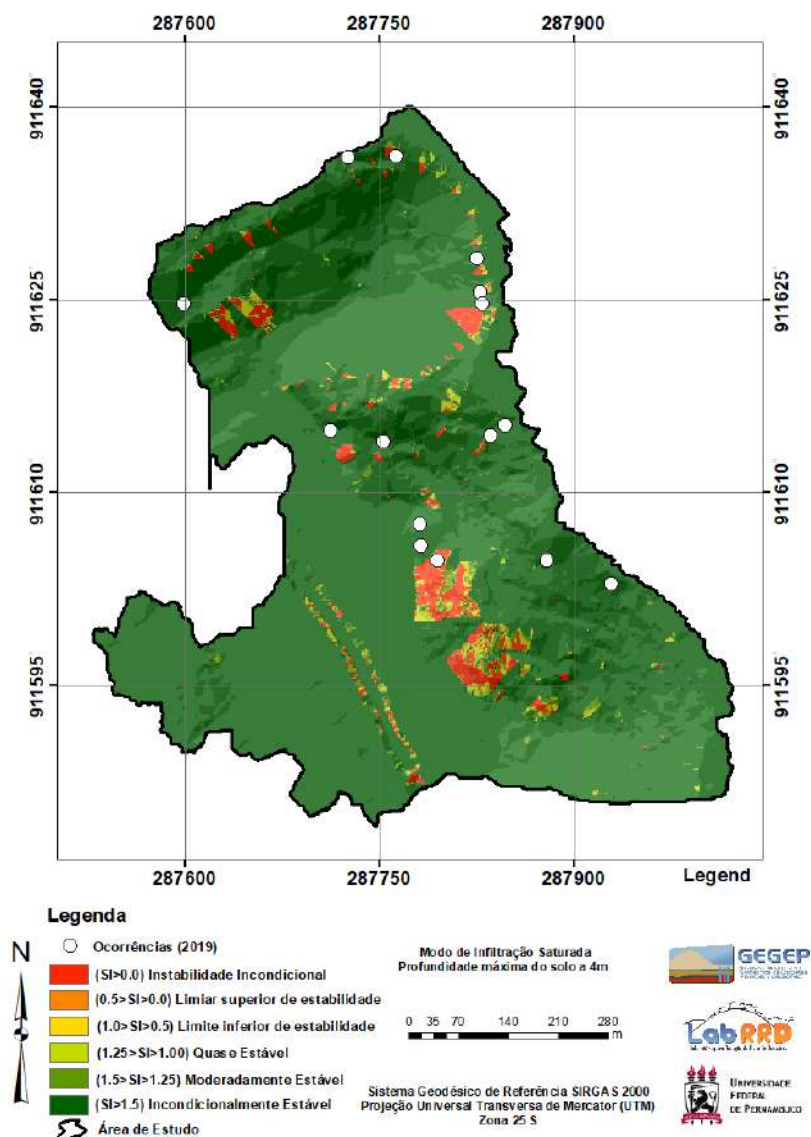 287600 287750 287900
911640 911640
911625 911625
911610 911610
911595 911595
287600 287750 287900 Legend
Legenda
N
Ocorrências (2019)
(SI>0.0) Instabilidade Incondicional
(0.5>SI>0.0) Limiar superior de estabilidade
(1.0>SI>0.5) Limite inferior de estabilidade
(1.25>SI>1.00) Quase Estável
(1.5>SI>1.25) Moderadamente Estável
(SI>1.5) Incondicionalmente Estável
Área de Estudo
Modo de Infiltração Saturada
Profundidade máxima do solo a 4m
0 35 70 140 210 280
m
Sistema Geodésico de Referência SIRGAS 2000
Projeção Universal Transversa de Mercator (UTM)
Zona 25 S
GEGEP
LabRRD
UNIVERSIDADE
FEDERAL
DE PERNAMBUCO